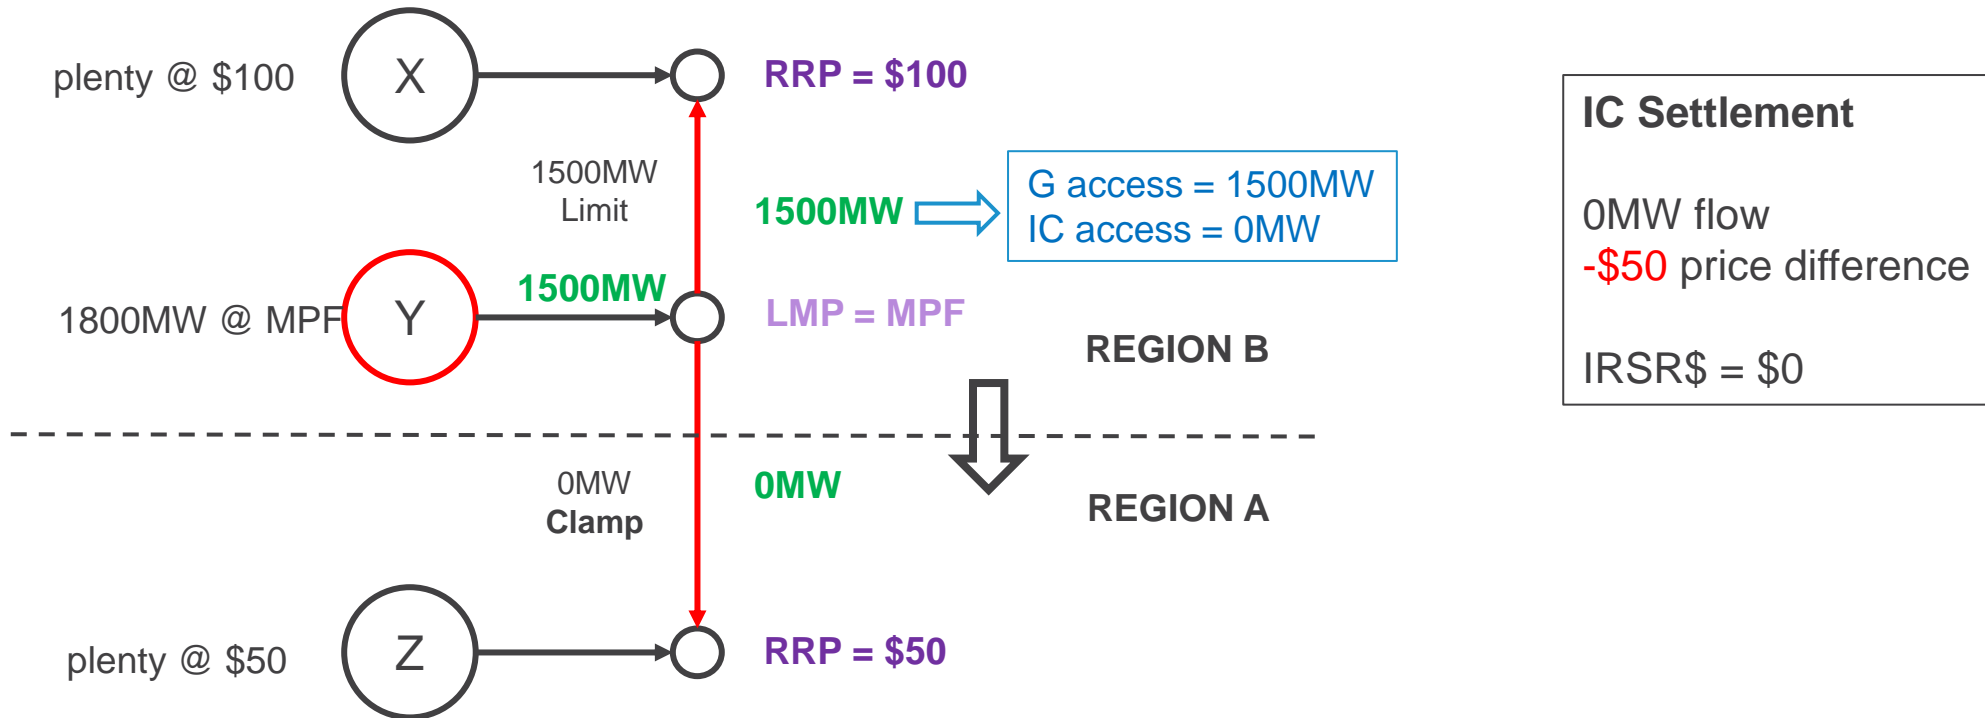 plenty @ $100
X
RRP = $100
1500MW
Limit
1500MW
G access = 1500MW
IC access = 0MW
1800MW @ MPF
Y
1500MW
LMP = MPF
REGION B
0MW
Clamp
0MW
REGION A
plenty @ $50
Z
RRP = $50
IC Settlement
0MW flow
-$50 price difference
IRSR$ = $0